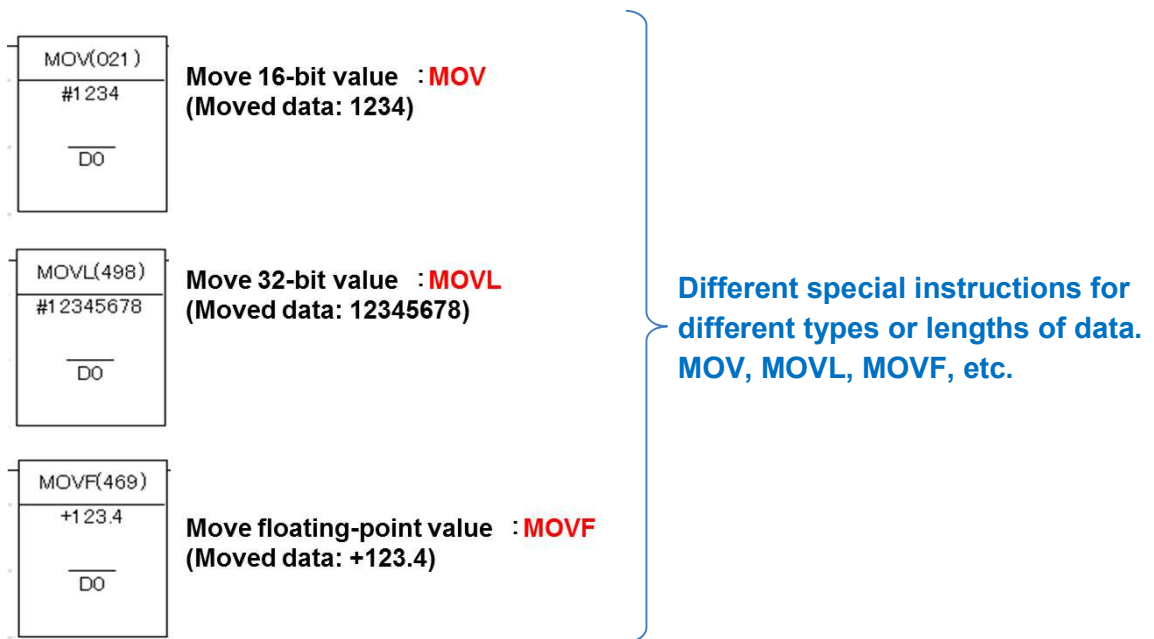 MOV(021)
#1234
D0
Move 16-bit value :MOV
(Moved data: 1234)
MOVL(498)
#12345678
D0
Move 32-bit value :MOVL
(Moved data: 12345678)
MOVF(469)
+123.4
D0
Move floating-point value :MOVF
(Moved data: +123.4)
Different special instructions for
different types or lengths of data.
MOV, MOVL, MOVF, etc.